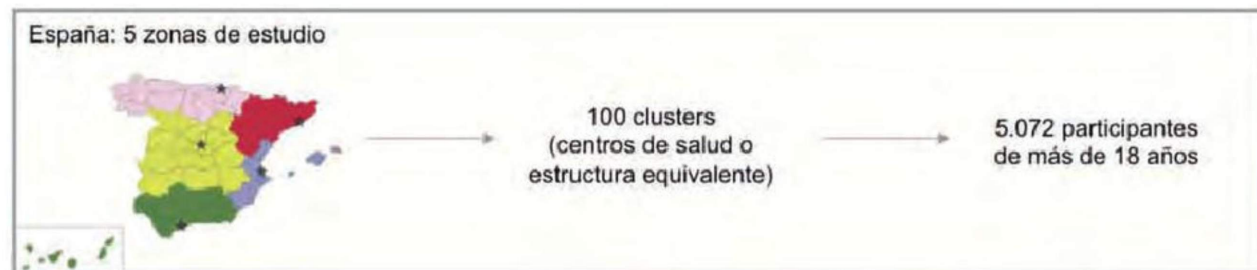 España: 5 zonas de estudio
100 clusters
(centros de salud o
estructura equivalente)
5.072 participantes
de más de 18 años